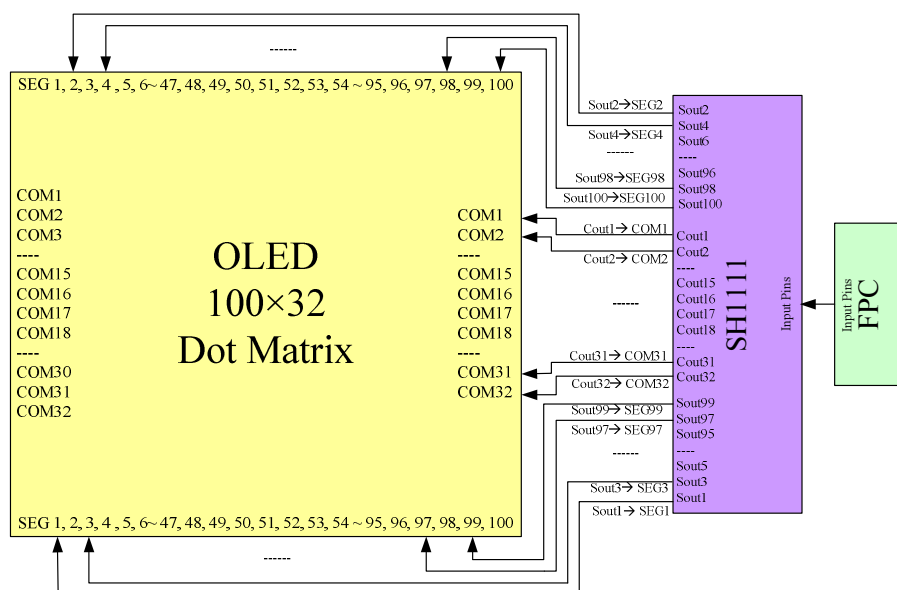 SEG 1, 2, 3, 4 , 5, 6~ 47, 48, 49, 50, 51, 52, 53, 54 ~ 95, 96, 97, 98, 99, 100
------
COM1
COM2
COM3
----
COM15
COM16
COM17
COM18
----
COM30
COM31
COM32
OLED
100×32
Dot Matrix
COM1
COM2
----
COM15
COM16
COM17
COM18
----
COM31
COM32
SEG 1, 2, 3, 4 , 5, 6~ 47, 48, 49, 50, 51, 52, 53, 54 ~ 95, 96, 97, 98, 99, 100
------
Sout2→SEG2
Sout4→SEG4
------
Sout98→SEG98
Sout100→SEG100
Cout1→ COM1
Cout2→ COM2
------
Cout31→ COM31
Cout32→ COM32
Sout99→ SEG99
Sout97→ SEG97
------
Sout3→ SEG3
Sout1→ SEG1
Sout2
Sout4
Sout6
----
Sout96
Sout98
Sout100
Cout1
Cout2
----
Cout15
Cout16
Cout17
Cout18
----
Cout31
Cout32
Sout99
Sout97
Sout95
----
Sout5
Sout3
Sout1
SH1111
Input Pins
Input Pins
FPC